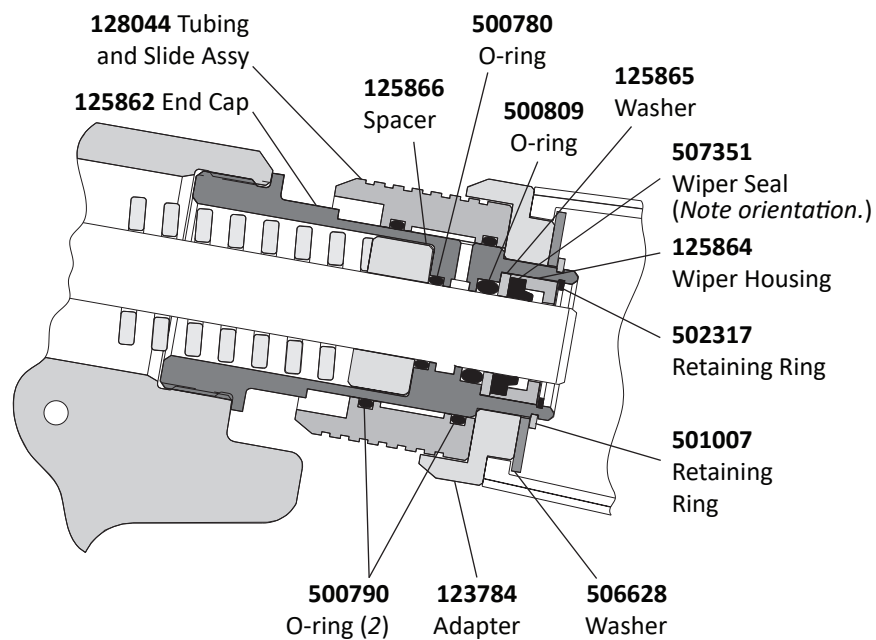 128044 Tubing
and Slide Assy
125862 End Cap
125866
Spacer
500780
O-ring
500809
O-ring
125865
Washer
507351
Wiper Seal
(Note orientation.)
125864
Wiper Housing
502317
Retaining Ring
501007
Retaining
Ring
500790
O-ring (2)
123784
Adapter
506628
Washer